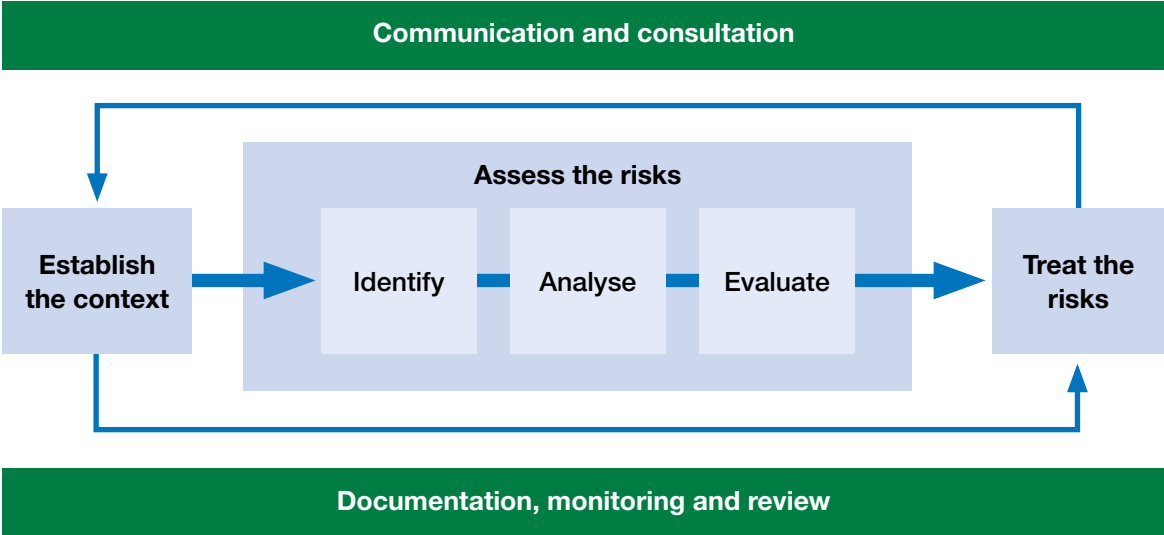 Communication and consultation
Assess the risks
Establish
the context
Identify
Analyse
Evaluate
Treat the
risks
Documentation, monitoring and review